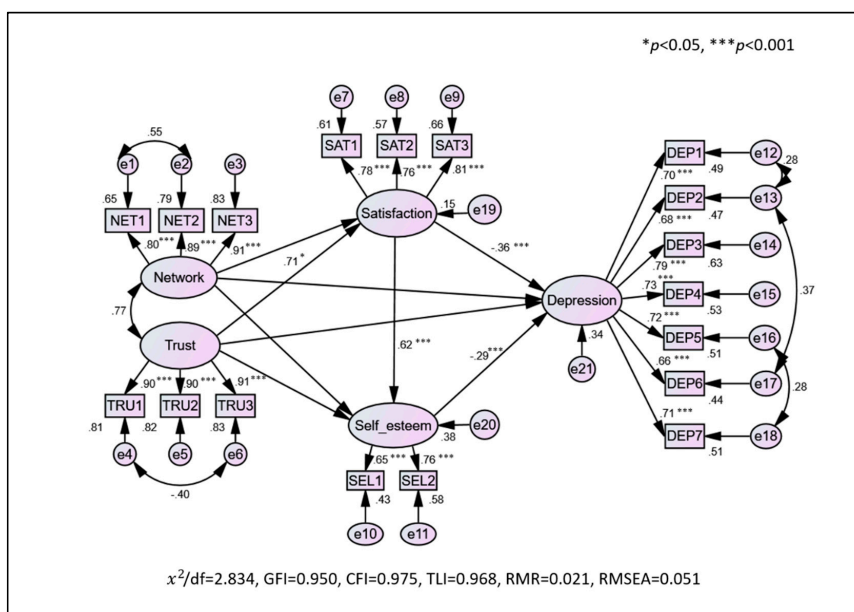 *p<0.05, ***p<0.001
e7 e8 e9
.61 .57 .66
SAT1 SAT2 SAT3
.78 *** .76 *** .81 ***
.55
e1 e2 e3
.65 .79 .83
NET1 NET2 NET3
.80 *** .89 *** .91 ***
Satisfaction
.15
e19
Network
.71 *
-.36 ***
.77
Trust
.90 *** .90 *** .91 ***
TRU1 TRU2 TRU3
.81 .82 .83
e4 e5 e6
-.40
.62 ***
-.29 ***
Self_esteem
.38
e20
.65 *** .76 ***
SEL1 SEL2
.43 .58
e10 e11
Depression
.34
e21
DEP1 e12
.70 *** .49 .28
DEP2 e13
.68 *** .47
DEP3 e14
.79 *** .63
DEP4 e15
.73 *** .53 .37
DEP5 e16
.72 *** .51
DEP6 e17
.66 *** .44 .28
DEP7 e18
.71 *** .51
x²/df=2.834, GFI=0.950, CFI=0.975, TLI=0.968, RMR=0.021, RMSEA=0.051